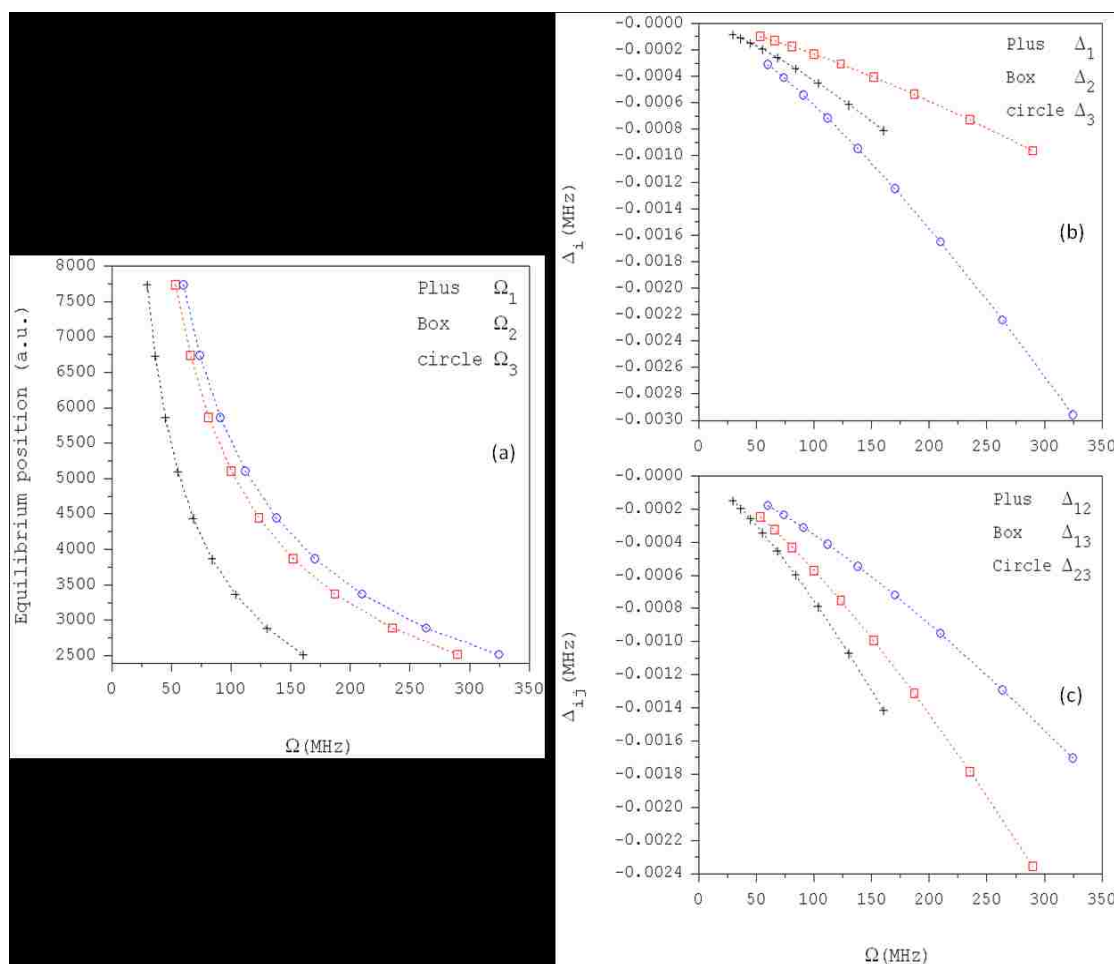 8000
7500
7000
6500
6000
5500
5000
4500
4000
3500
3000
2500
Equilibrium position (a.u.)
Plus Ω1
Box Ω2
circle Ω3
(a)
0 50 100 150 200 250 300 350
Ω(MHz)
-0.0000
-0.0002
-0.0004
-0.0006
-0.0008
-0.0010
-0.0012
-0.0014
-0.0016
-0.0018
-0.0020
-0.0022
-0.0024
-0.0026
-0.0028
-0.0030
Δi(MHz)
Plus Δ1
Box Δ2
circle Δ3
(b)
0 50 100 150 200 250 300 350
-0.0000
-0.0002
-0.0004
-0.0006
-0.0008
-0.0010
-0.0012
-0.0014
-0.0016
-0.0018
-0.0020
-0.0022
-0.0024
Δij(MHz)
Plus Δ12
Box Δ13
Circle Δ23
(c)
0 50 100 150 200 250 300 350
Ω(MHz)